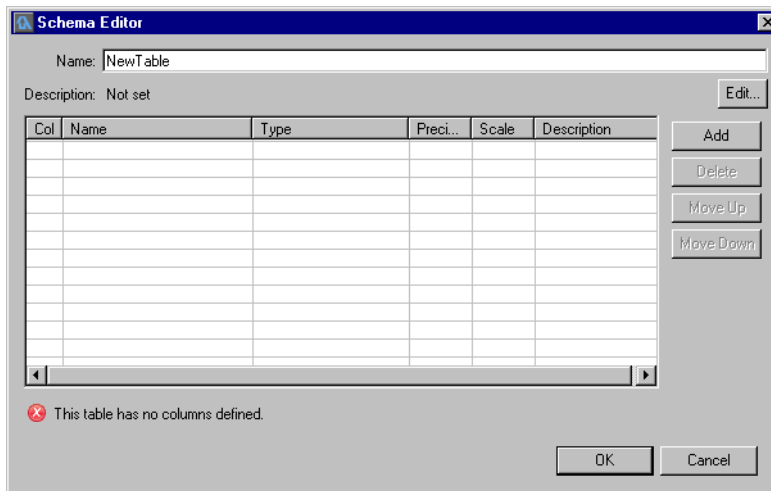 Schema Editor
Name: NewTable
Description: Not set
Edit...
Col Name Type Preci... Scale Description
Add
Delete
Move Up
Move Down
This table has no columns defined.
OK Cancel